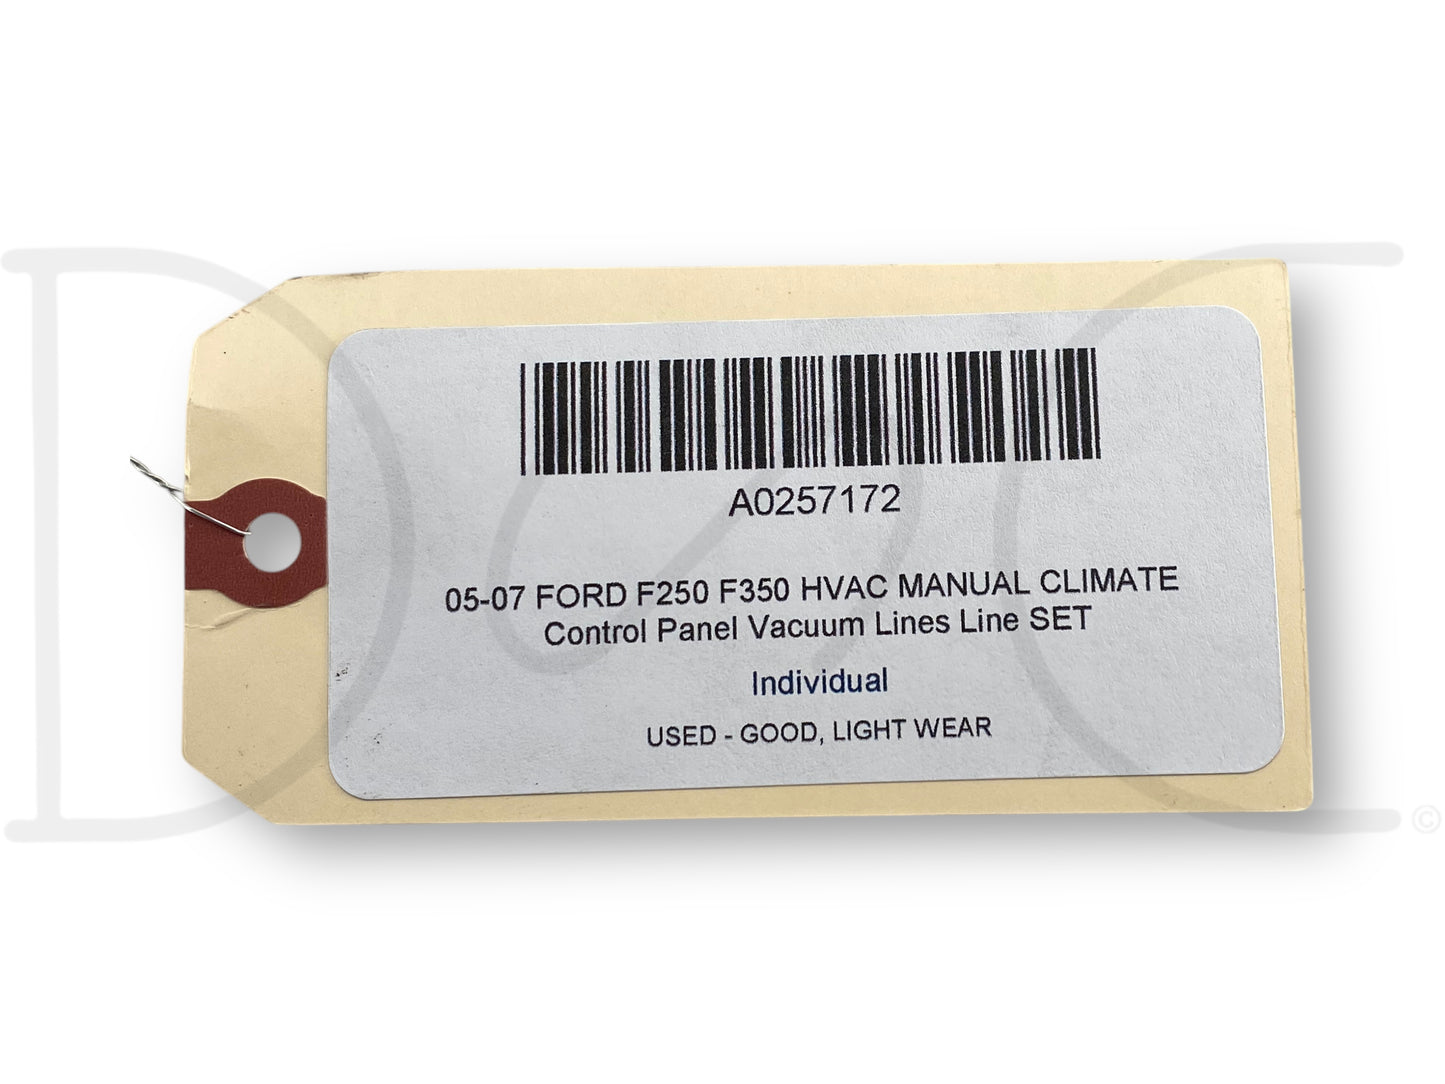 A0257172
05-07 FORD F250 F350 HVAC MANUAL CLIMATE
Control Panel Vacuum Lines Line SET
Individual
USED - GOOD, LIGHT WEAR
©